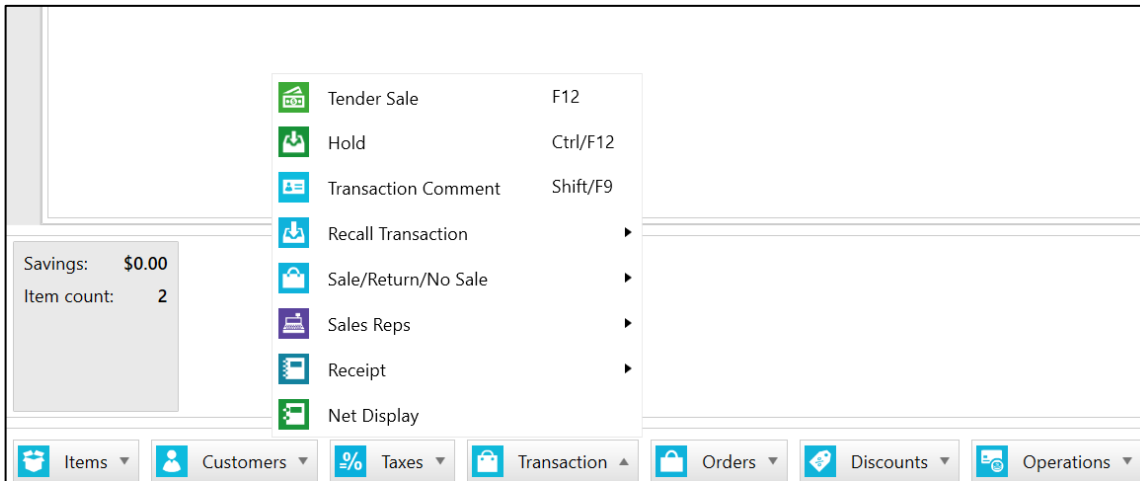 Tender Sale F12
Hold Ctrl/F12
Transaction Comment Shift/F9
Recall Transaction
Sale/Return/No Sale
Sales Reps
Receipt
Net Display
Savings: $0.00
Item count: 2
Items Customers Taxes Transaction Orders Discounts Operations